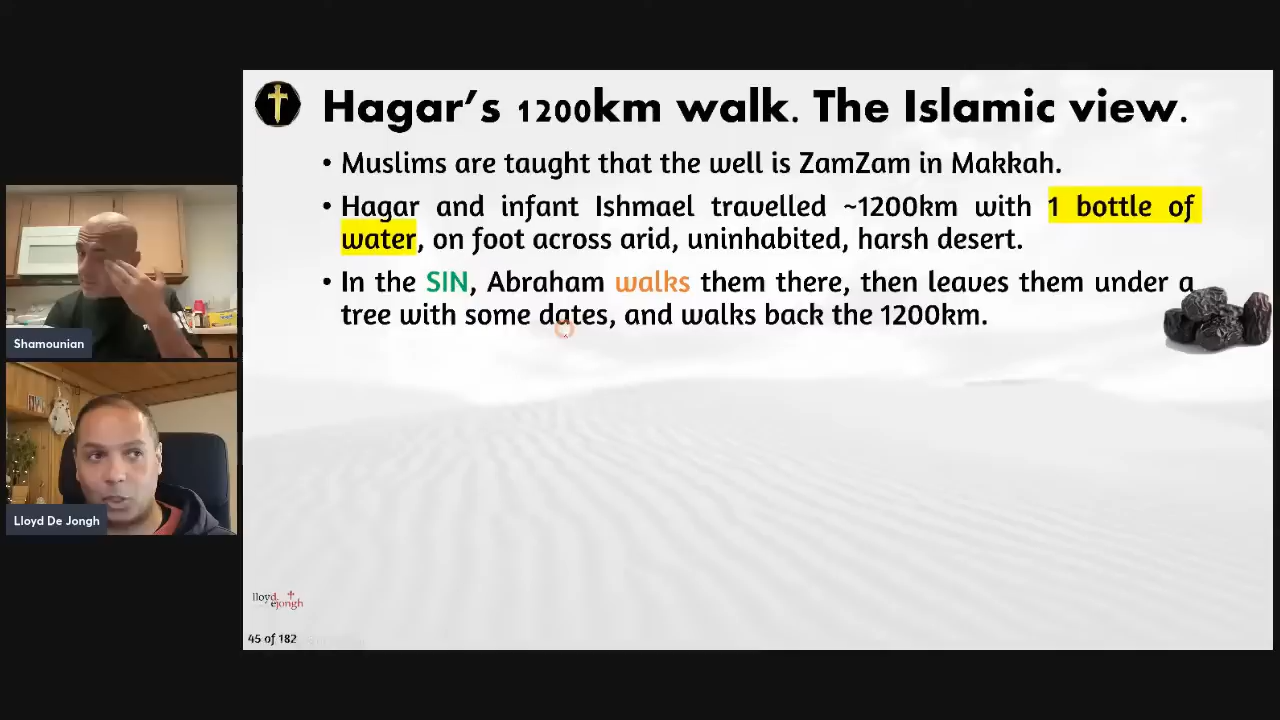 Hagar's 1200km walk. The Islamic view.
• Muslims are taught that the well is ZamZam in Makkah.
• Hagar and infant Ishmael travelled ~1200km with 1 bottle of
water, on foot across arid, uninhabited, harsh desert.
• In the SIN, Abraham walks them there, then leaves them under a
tree with some dates, and walks back the 1200km.
Shamounian
Lloyd De Jongh
lloyd.
ejongh
45 of 182